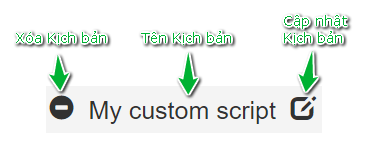 Xóa Kịch bản
Tên Kịch bản
Cập nhật
Kịch bản
My custom script